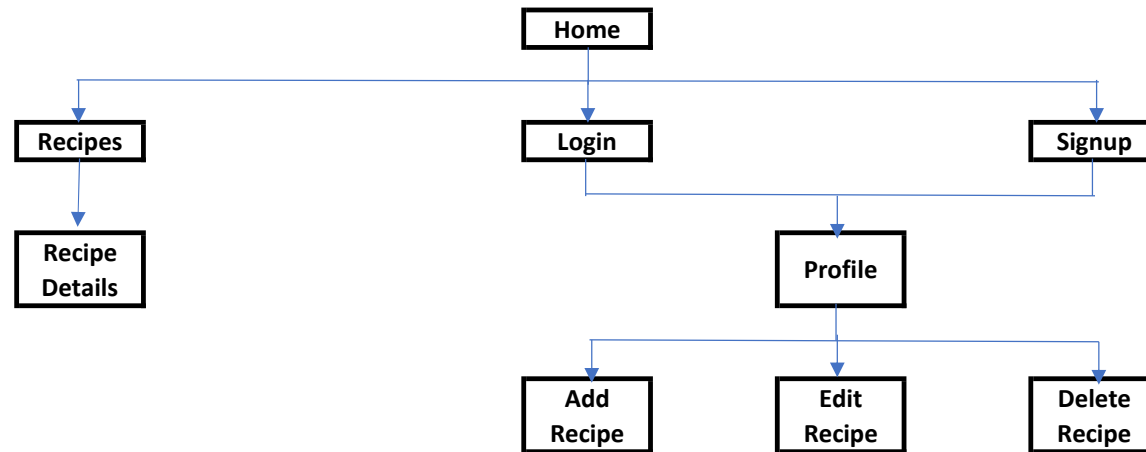 Home
Recipes
Login
Signup
Recipe
Details
Profile
Add
Recipe
Edit
Recipe
Delete
Recipe